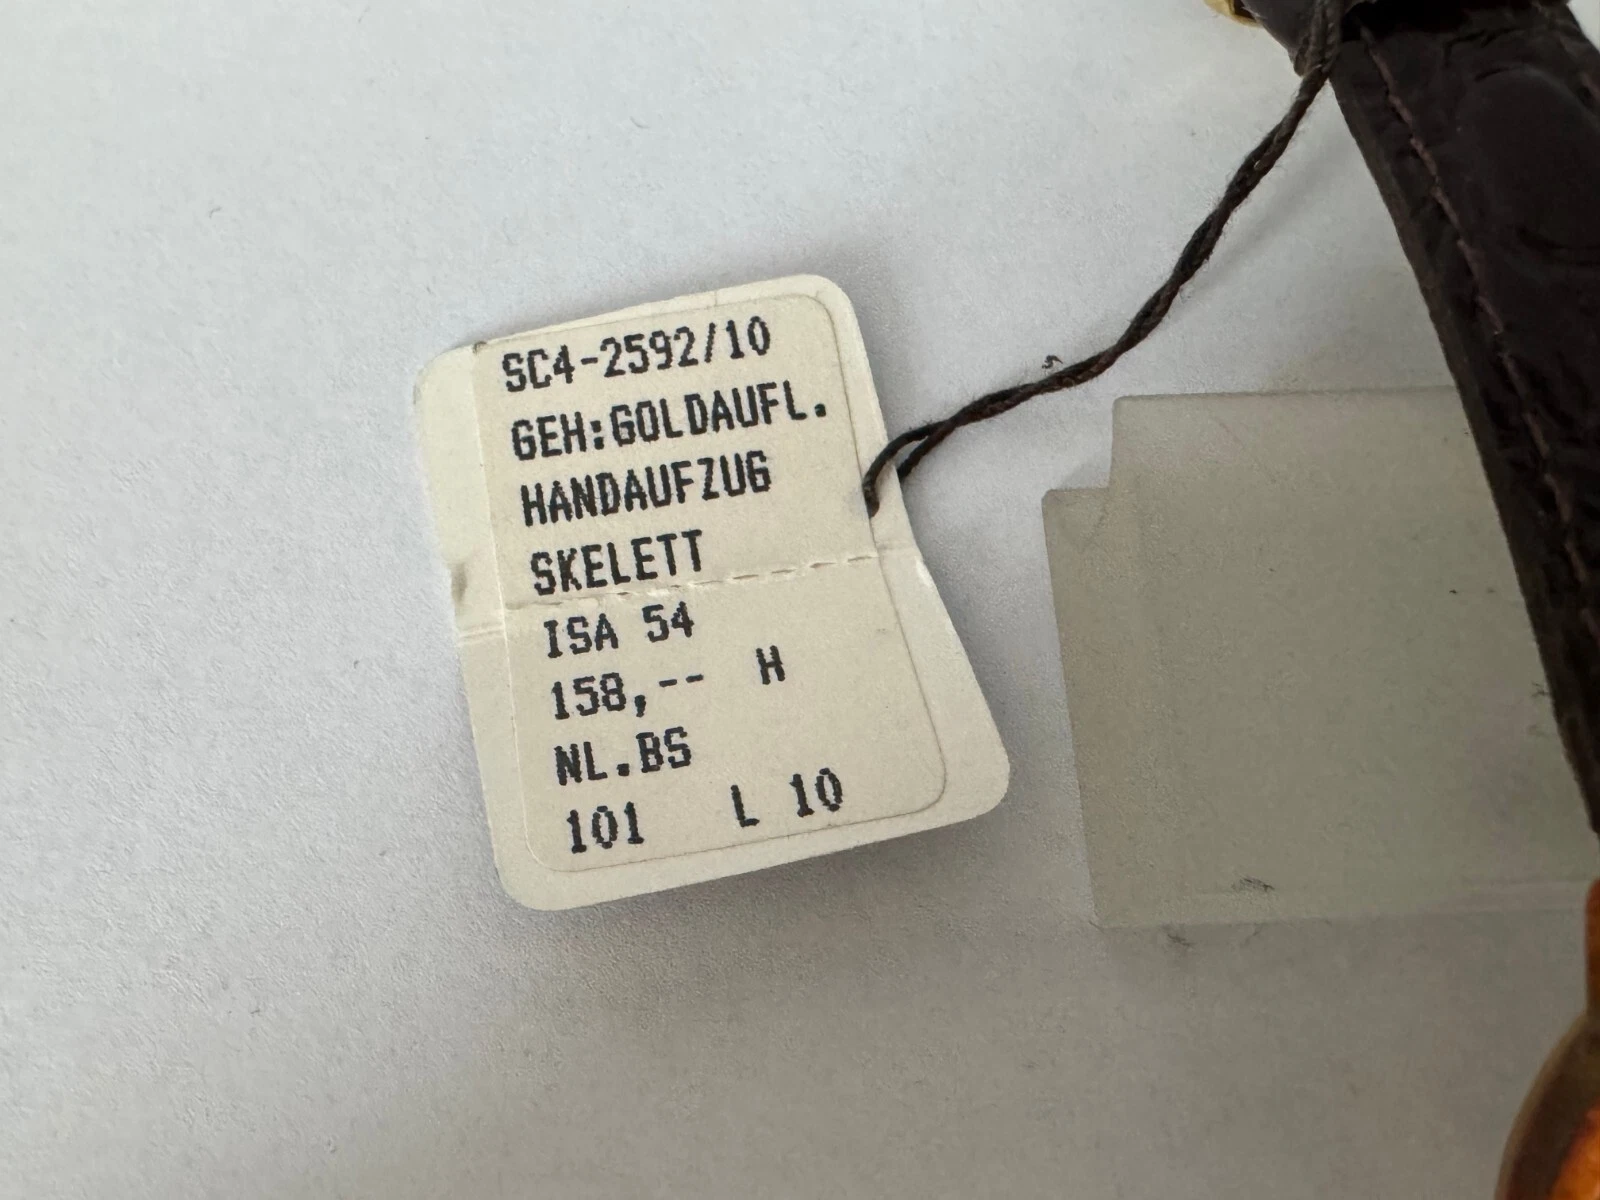 SC4-2592/10
GEH:GOLDAUFL.
HANDAUFZUG
SKELETT
ISA 54
158,-- H
NL.BS
101 L 10